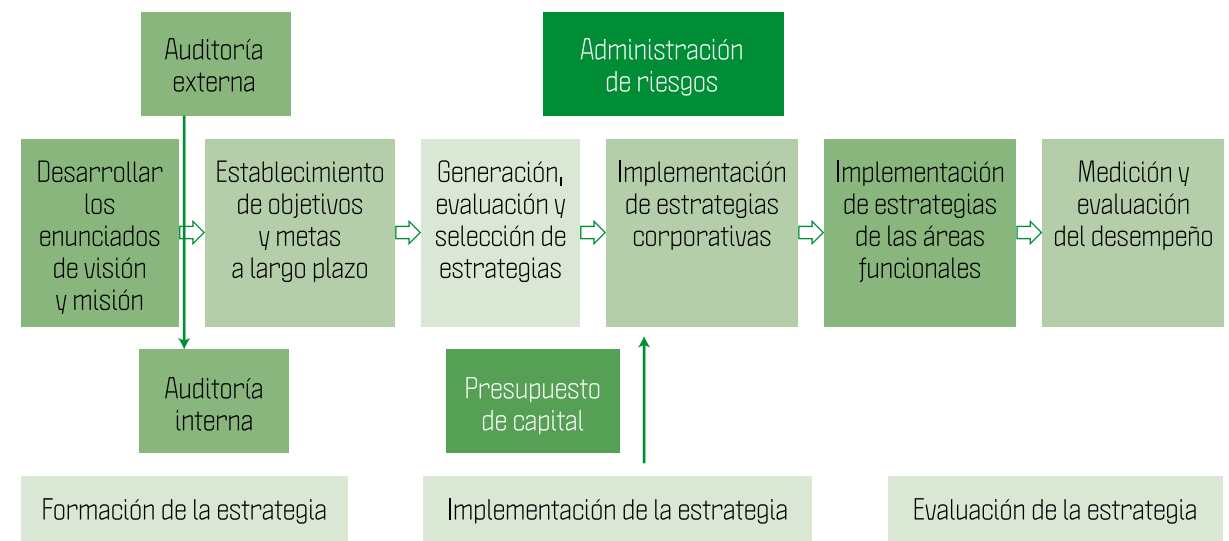 Auditoría
externa
Administración
de riesgos
Desarrollar
los
enunciados
de visión
y misión
Establecimiento
de objetivos
y metas
a largo plazo
Generación,
evaluación y
selección de
estrategias
Implementación
de estrategias
corporativas
Implementación
de estrategias
de las áreas
funcionales
Medición y
evaluación
del desempeño
Auditoría
interna
Presupuesto
de capital
Formación de la estrategia
Implementación de la estrategia
Evaluación de la estrategia